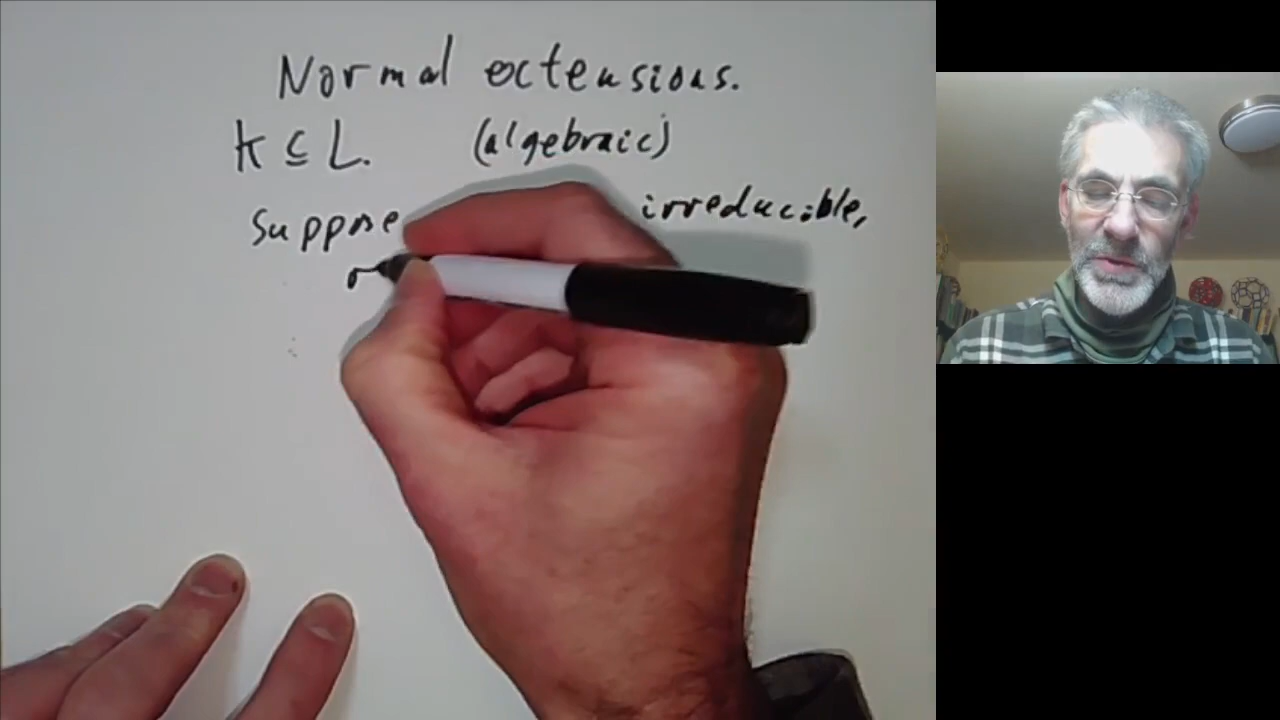 Normal extensions.
K ⊆ L. (algebraic)
Suppose irreducible,